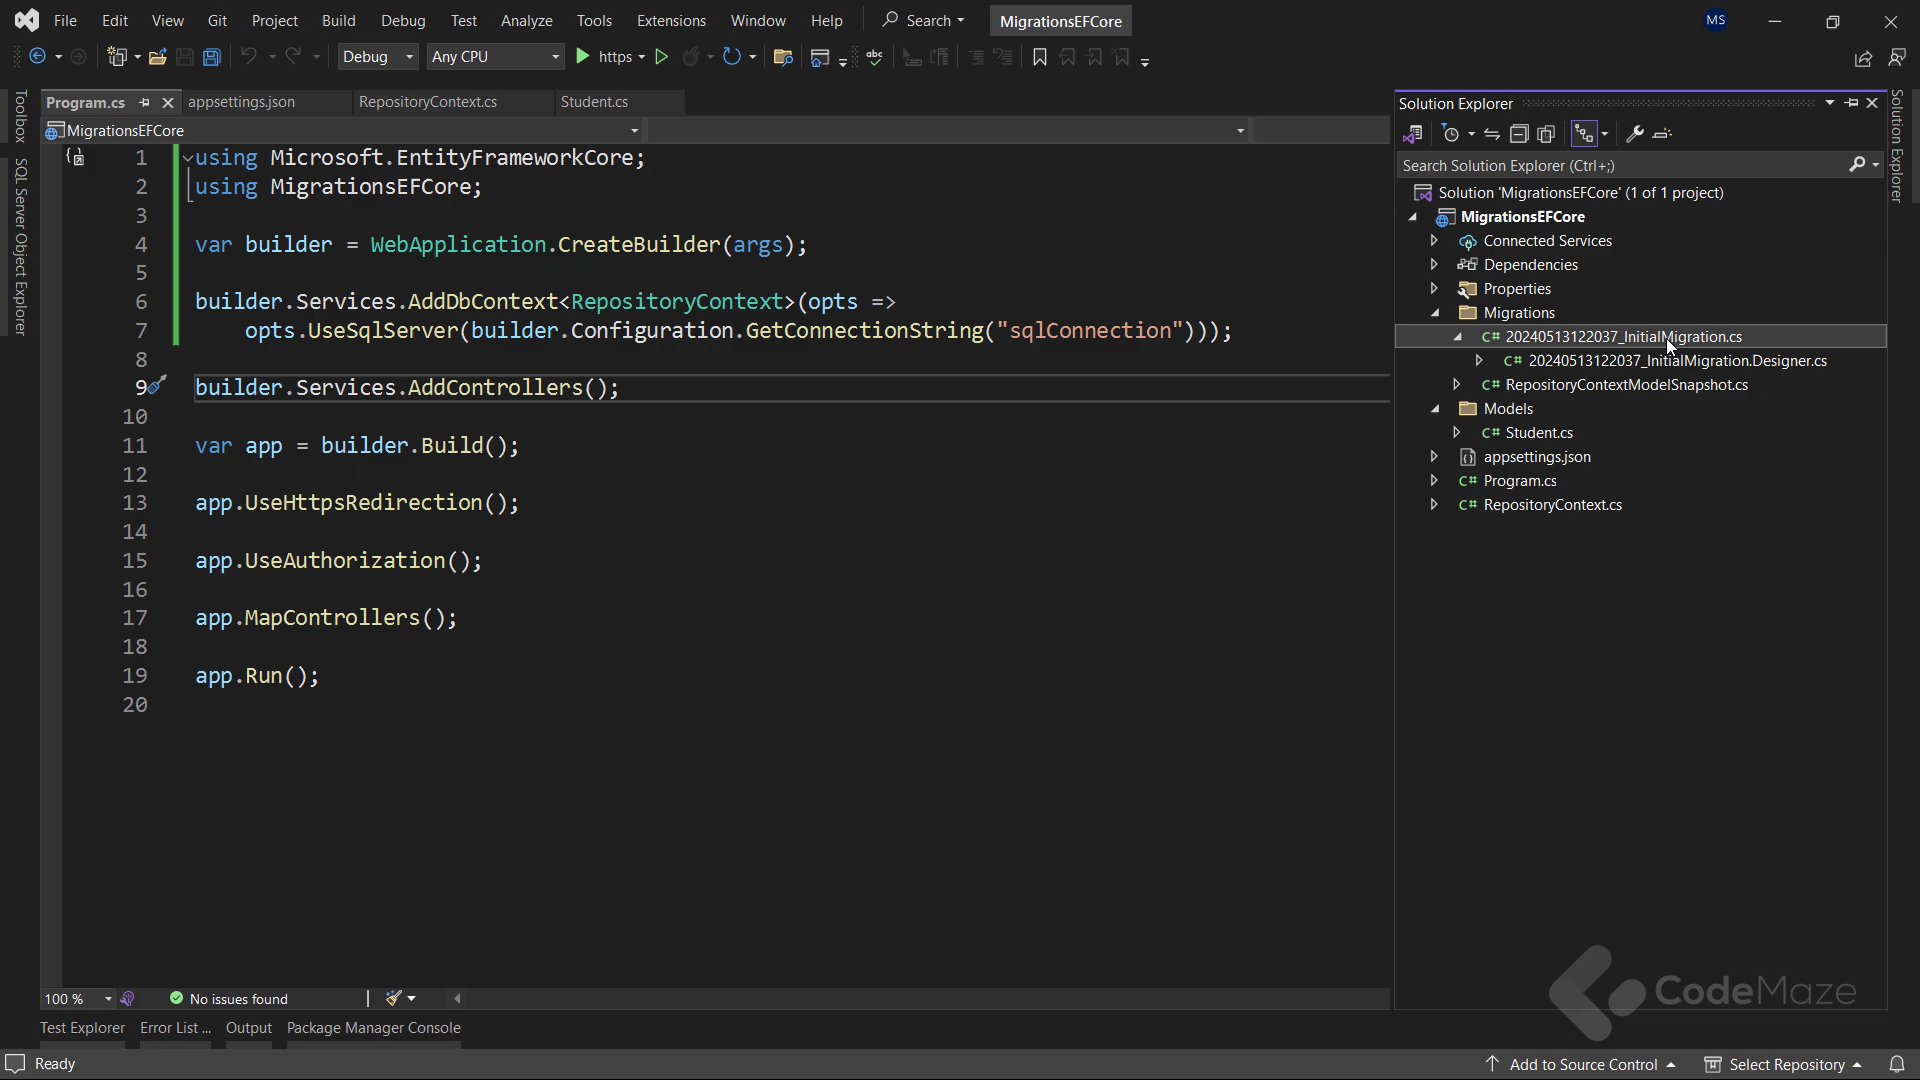 File Edit View Git Project Build Debug Test Analyze Tools Extensions Window Help Search MigrationsEFCore MS
Debug Any CPU https
Toolbox
SQL Server Object Explorer
Program.cs appsettings.json RepositoryContext.cs Student.cs
MigrationsEFCore
1 using Microsoft.EntityFrameworkCore;
2 using MigrationsEFCore;
3
4 var builder = WebApplication.CreateBuilder(args);
5
6 builder.Services.AddDbContext<RepositoryContext>(opts =>
7 opts.UseSqlServer(builder.Configuration.GetConnectionString("sqlConnection")));
8
9 builder.Services.AddControllers();
10
11 var app = builder.Build();
12
13 app.UseHttpsRedirection();
14
15 app.UseAuthorization();
16
17 app.MapControllers();
18
19 app.Run();
20
100 % No issues found
Solution Explorer
Search Solution Explorer (Ctrl+;)
Solution 'MigrationsEFCore' (1 of 1 project)
MigrationsEFCore
Connected Services
Dependencies
Properties
Migrations
C# 20240513122037_InitialMigration.cs
C# 20240513122037_InitialMigration.Designer.cs
C# RepositoryContextModelSnapshot.cs
Models
C# Student.cs
appsettings.json
C# Program.cs
C# RepositoryContext.cs
Solution Explorer
CodeMaze
Test Explorer Error List ... Output Package Manager Console
Ready Add to Source Control Select Repository